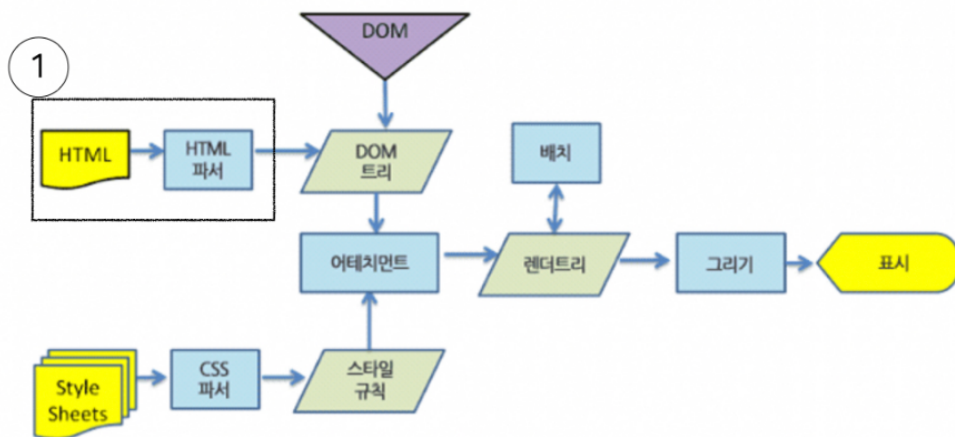 DOM
1
HTML
HTML
파서
DOM
트리
배치
어테치먼트
렌더트리
그리기
표시
Style
Sheets
CSS
파서
스타일
규칙